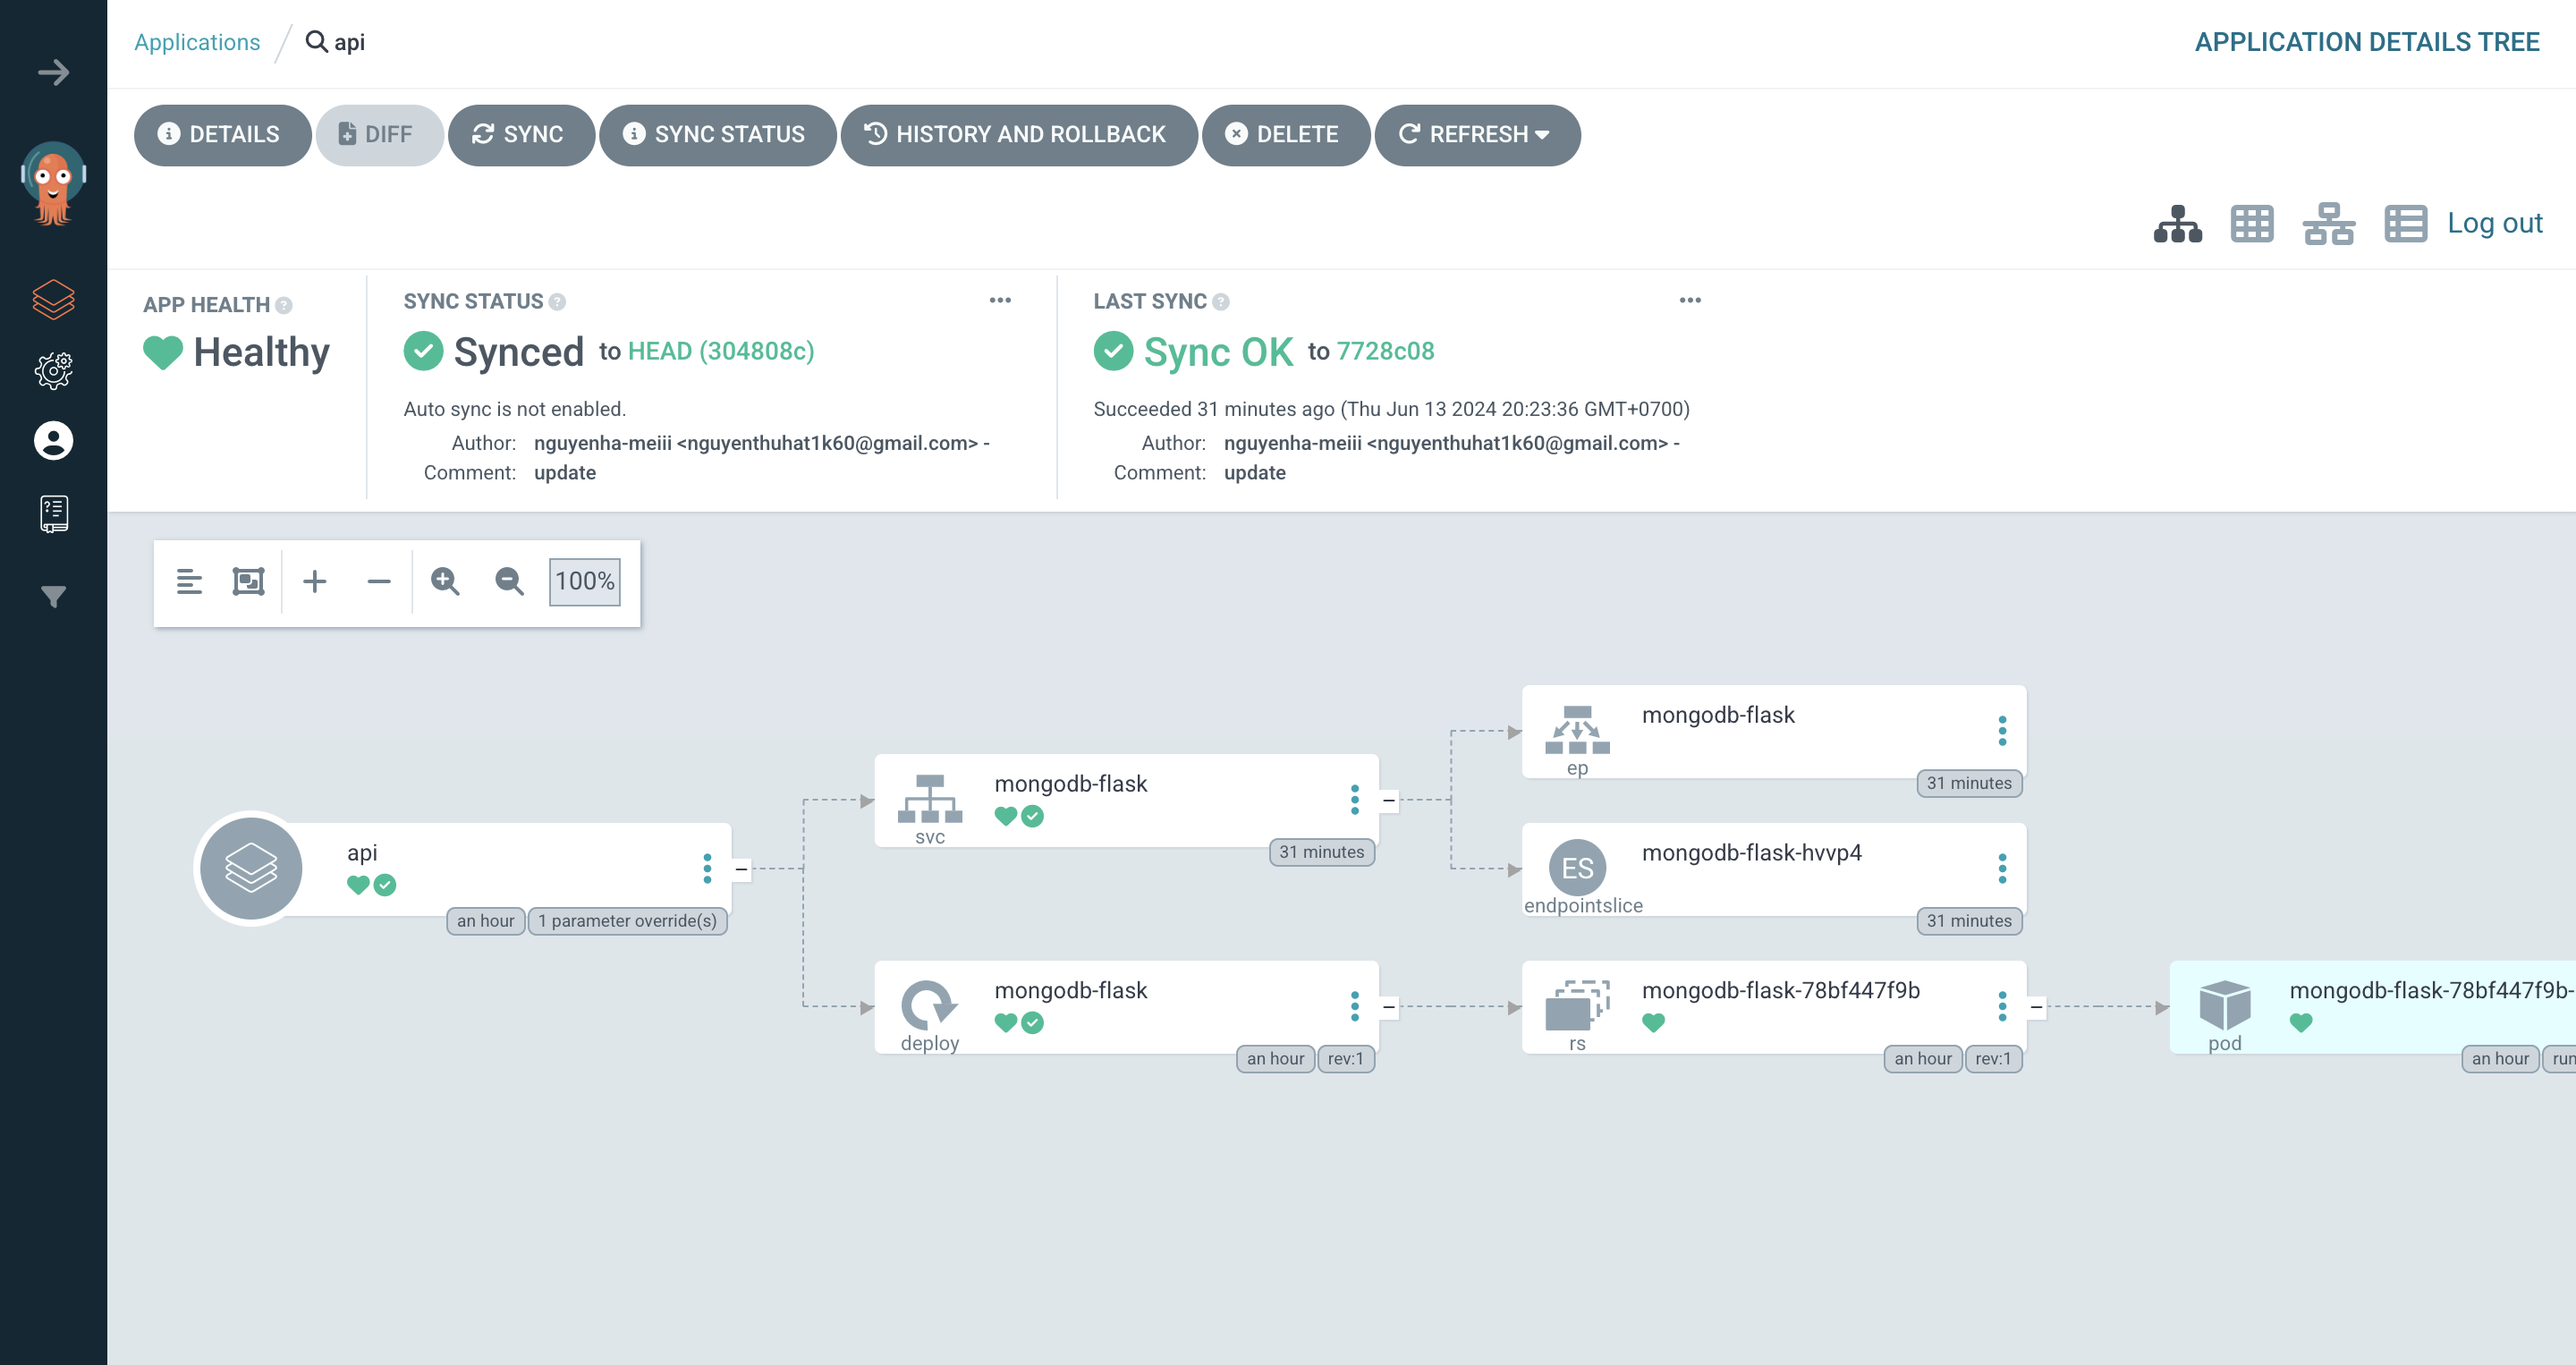 Applications / api
APPLICATION DETAILS TREE
DETAILS
DIFF
SYNC
SYNC STATUS
HISTORY AND ROLLBACK
DELETE
REFRESH
Log out
APP HEALTH ?
Healthy
SYNC STATUS ?
Synced to HEAD (304808c)
Auto sync is not enabled.
Author: nguyenha-meiii <nguyenthuhat1k60@gmail.com> -
Comment: update
LAST SYNC ?
Sync OK to 7728c08
Succeeded 31 minutes ago (Thu Jun 13 2024 20:23:36 GMT+0700)
Author: nguyenha-meiii <nguyenthuhat1k60@gmail.com> -
Comment: update
100%
api
an hour
1 parameter override(s)
mongodb-flask
svc
31 minutes
mongodb-flask
ep
31 minutes
ES
mongodb-flask-hvvp4
endpointslice
31 minutes
mongodb-flask
deploy
an hour
rev:1
mongodb-flask-78bf447f9b
rs
an hour
rev:1
mongodb-flask-78bf447f9b-
pod
an hour
run